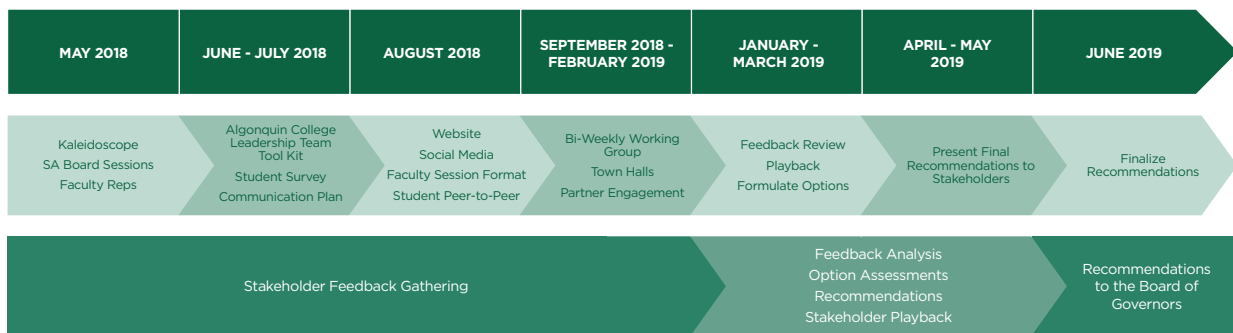 MAY 2018
JUNE - JULY 2018
AUGUST 2018
SEPTEMBER 2018 -
FEBRUARY 2019
JANUARY -
MARCH 2019
APRIL - MAY
2019
JUNE 2019
Kaleidoscope
SA Board Sessions
Faculty Reps
Algonquin College
Leadership Team
Tool Kit
Student Survey
Communication Plan
Website
Social Media
Faculty Session Format
Student Peer-to-Peer
Bi-Weekly Working
Group
Town Halls
Partner Engagement
Feedback Review
Playback
Formulate Options
Present Final
Recommendations to
Stakeholders
Finalize
Recommendations
Stakeholder Feedback Gathering
Feedback Analysis
Option Assessments
Recommendations
Stakeholder Playback
Recommendations
to the Board of
Governors